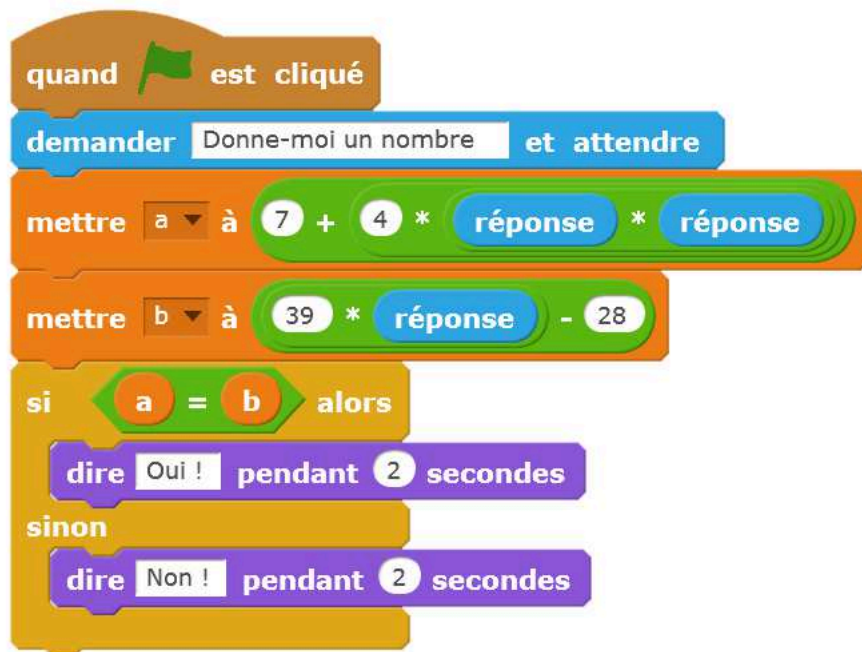 quand est cliqué
demander Donne-moi un nombre et attendre
mettre a à 7 + 4 * réponse * réponse
mettre b à 39 * réponse - 28
si a = b alors
dire Oui ! pendant 2 secondes
sinon
dire Non ! pendant 2 secondes